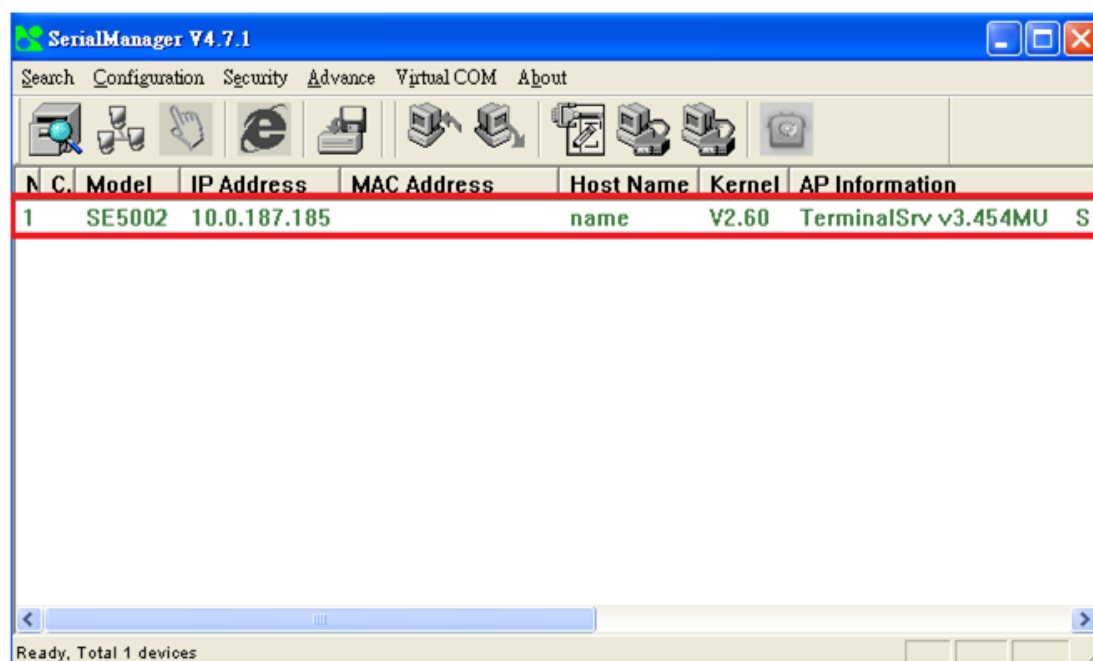 SerialManager V4.7.1
Search Configuration Security Advance Virtual COM About
N C. Model IP Address MAC Address Host Name Kernel AP Information
1 SE5002 10.0.187.185 name V2.60 TerminalSrv v3.454MU S
Ready, Total 1 devices